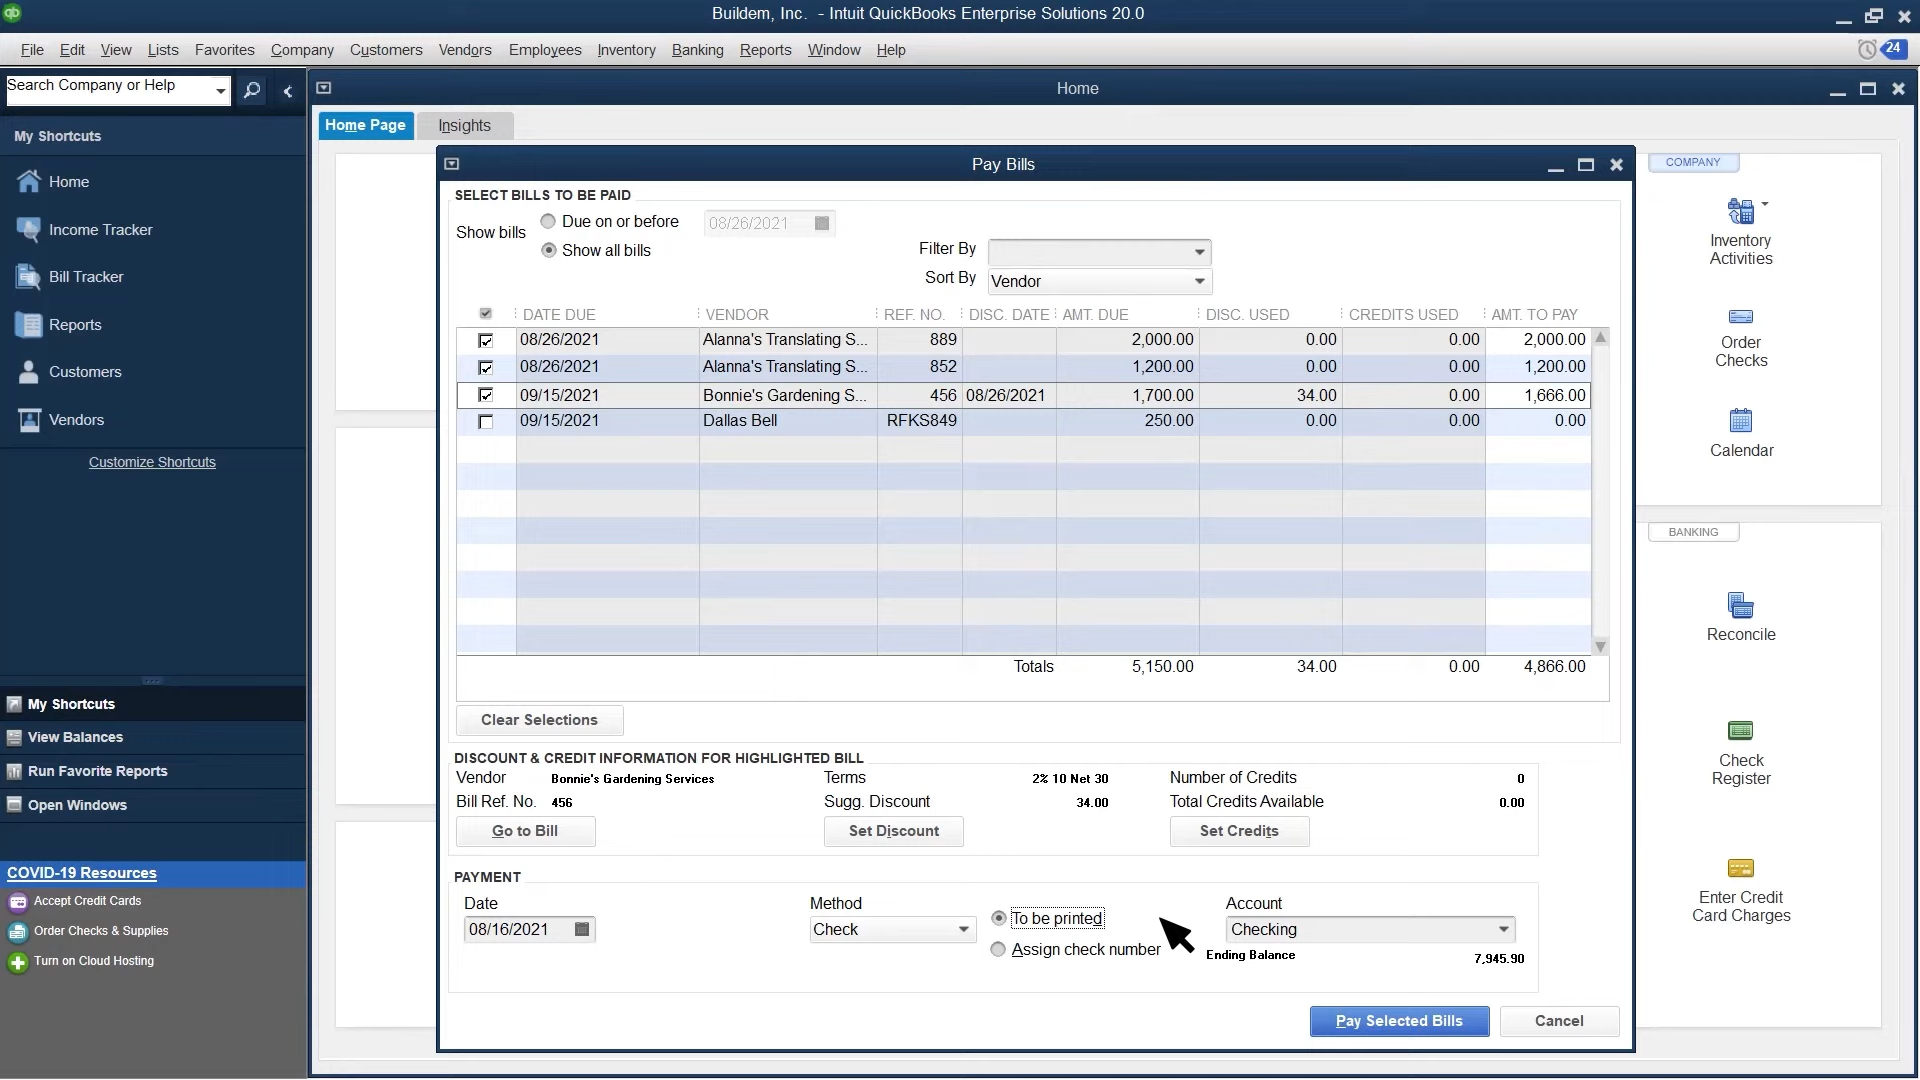 Buildem, Inc. - Intuit QuickBooks Enterprise Solutions 20.0
File Edit View Lists Favorites Company Customers Vendors Employees Inventory Banking Reports Window Help
24
Search Company or Help
Home
My Shortcuts
Home
Income Tracker
Bill Tracker
Reports
Customers
Vendors
Customize Shortcuts
My Shortcuts
View Balances
Run Favorite Reports
Open Windows
COVID-19 Resources
Accept Credit Cards
Order Checks & Supplies
Turn on Cloud Hosting
Home Page Insights
Pay Bills
SELECT BILLS TO BE PAID
Show bills
Due on or before 08/26/2021
Show all bills
Filter By
Sort By Vendor
DATE DUE VENDOR REF. NO. DISC. DATE AMT. DUE DISC. USED CREDITS USED AMT. TO PAY
08/26/2021 Alanna's Translating S... 889 2,000.00 0.00 0.00 2,000.00
08/26/2021 Alanna's Translating S... 852 1,200.00 0.00 0.00 1,200.00
09/15/2021 Bonnie's Gardening S... 456 08/26/2021 1,700.00 34.00 0.00 1,666.00
09/15/2021 Dallas Bell RFKS849 250.00 0.00 0.00 0.00
Totals 5,150.00 34.00 0.00 4,866.00
Clear Selections
DISCOUNT & CREDIT INFORMATION FOR HIGHLIGHTED BILL
Vendor Bonnie's Gardening Services Terms 2% 10 Net 30 Number of Credits 0
Bill Ref. No. 456 Sugg. Discount 34.00 Total Credits Available 0.00
Go to Bill Set Discount Set Credits
PAYMENT
Date Method Account
08/16/2021 Check To be printed Checking
Assign check number Ending Balance 7,945.90
Pay Selected Bills Cancel
COMPANY
Inventory
Activities
Order
Checks
Calendar
BANKING
Reconcile
Check
Register
Enter Credit
Card Charges